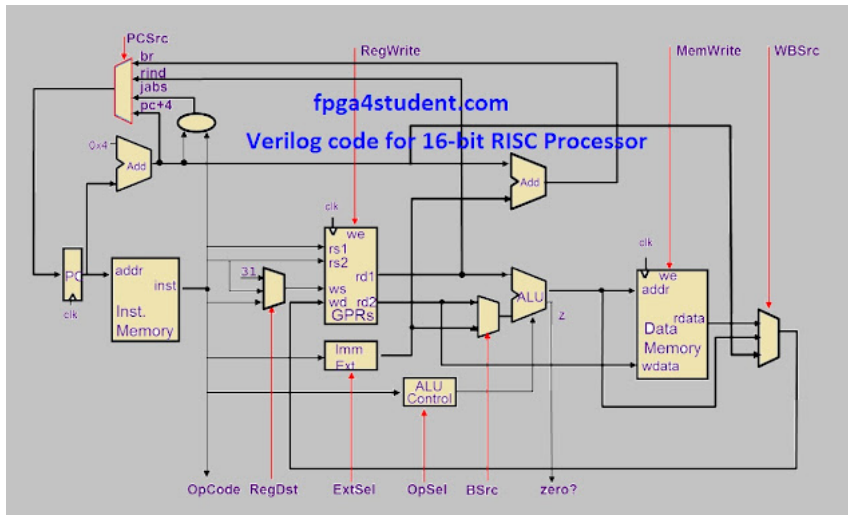 PCSrc
RegWrite
MemWrite
WBSrc
br
rind
jabs
pc+4
fpga4student.com
Verilog code for 16-bit RISC Processor
0x4
Add
Add
clk
we
rs1
rs2
31
rd1
ws
wd rd2
GPRs
PC
clk
addr
inst
Inst.
Memory
ALU
z
clk
we
addr
rdata
Data
Memory
wdata
Imm
Ext
ALU
Control
OpCode
RegDst
ExtSel
OpSel
BSrc
zero?